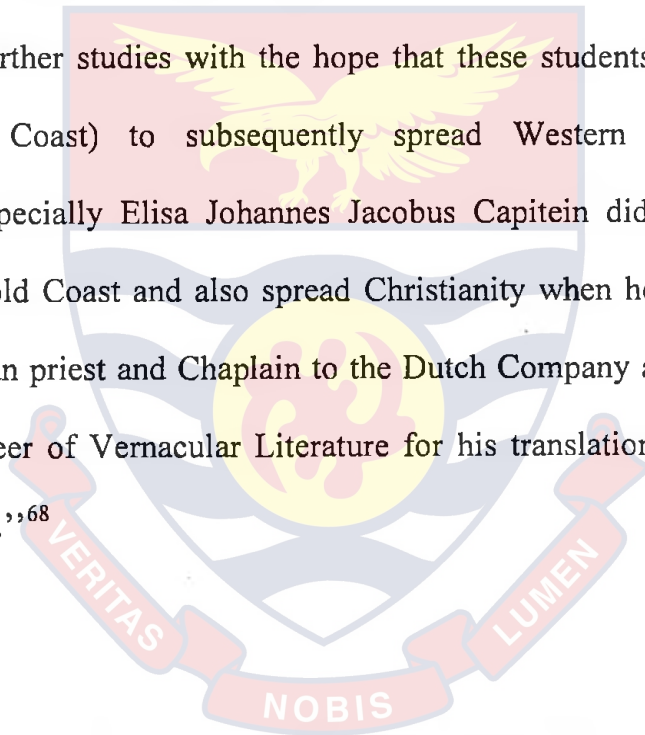 rther studies with the hope that these students
Coast) to subsequently spread Western
pecially Elisa Johannes Jacobus Capitein did
old Coast and also spread Christianity when he
an priest and Chaplain to the Dutch Company a
eer of Vernacular Literature for his translation
.”68
VERITAS
NOBIS
LUMEN